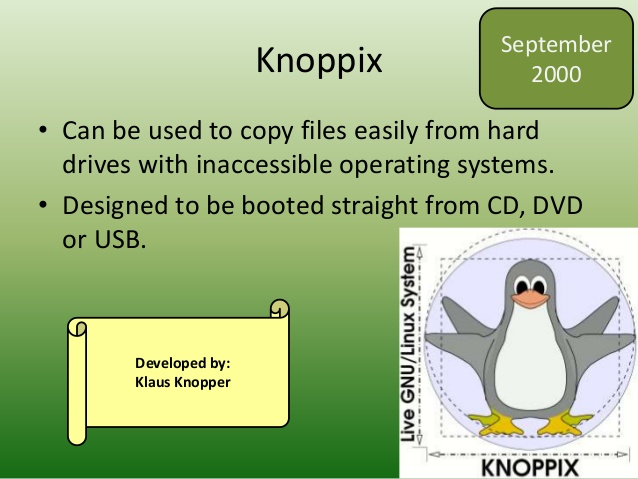 Knoppix
September
2000
• Can be used to copy files easily from hard
drives with inaccessible operating systems.
• Designed to be booted straight from CD, DVD
or USB.
Developed by:
Klaus Knopper
Live GNU/Linux System
KNOPPIX